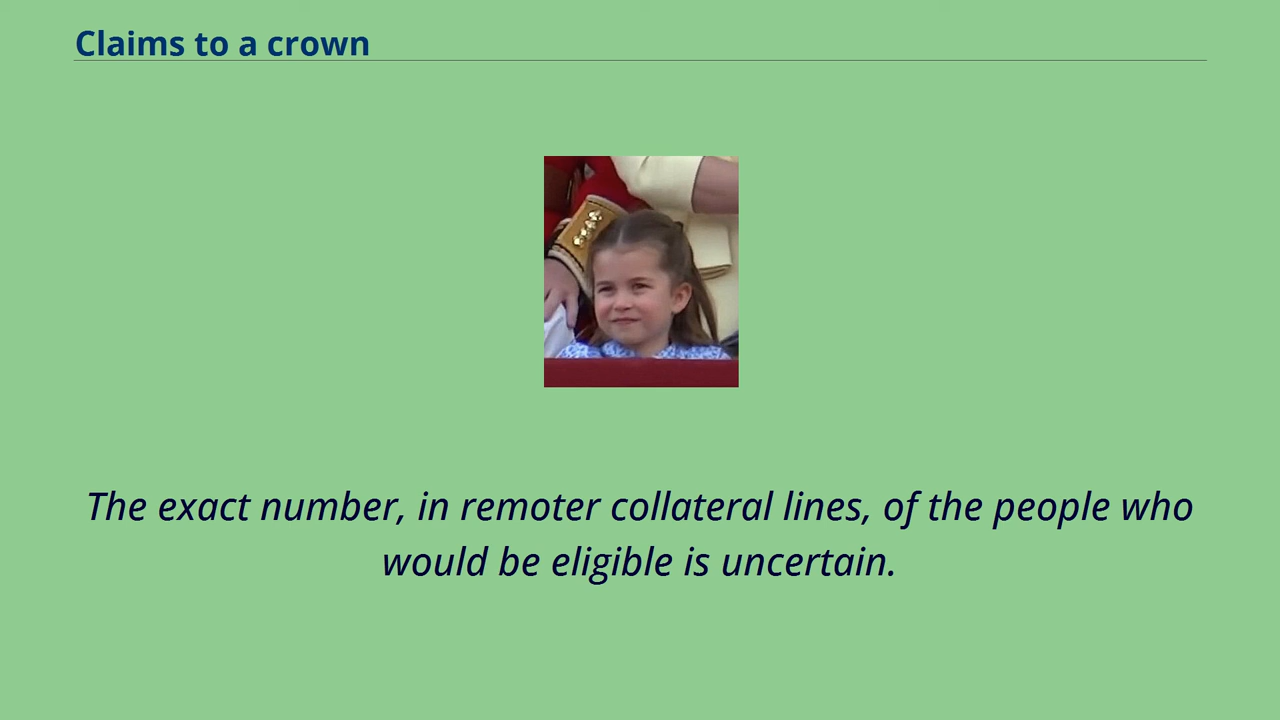 Claims to a crown
The exact number, in remoter collateral lines, of the people who
would be eligible is uncertain.